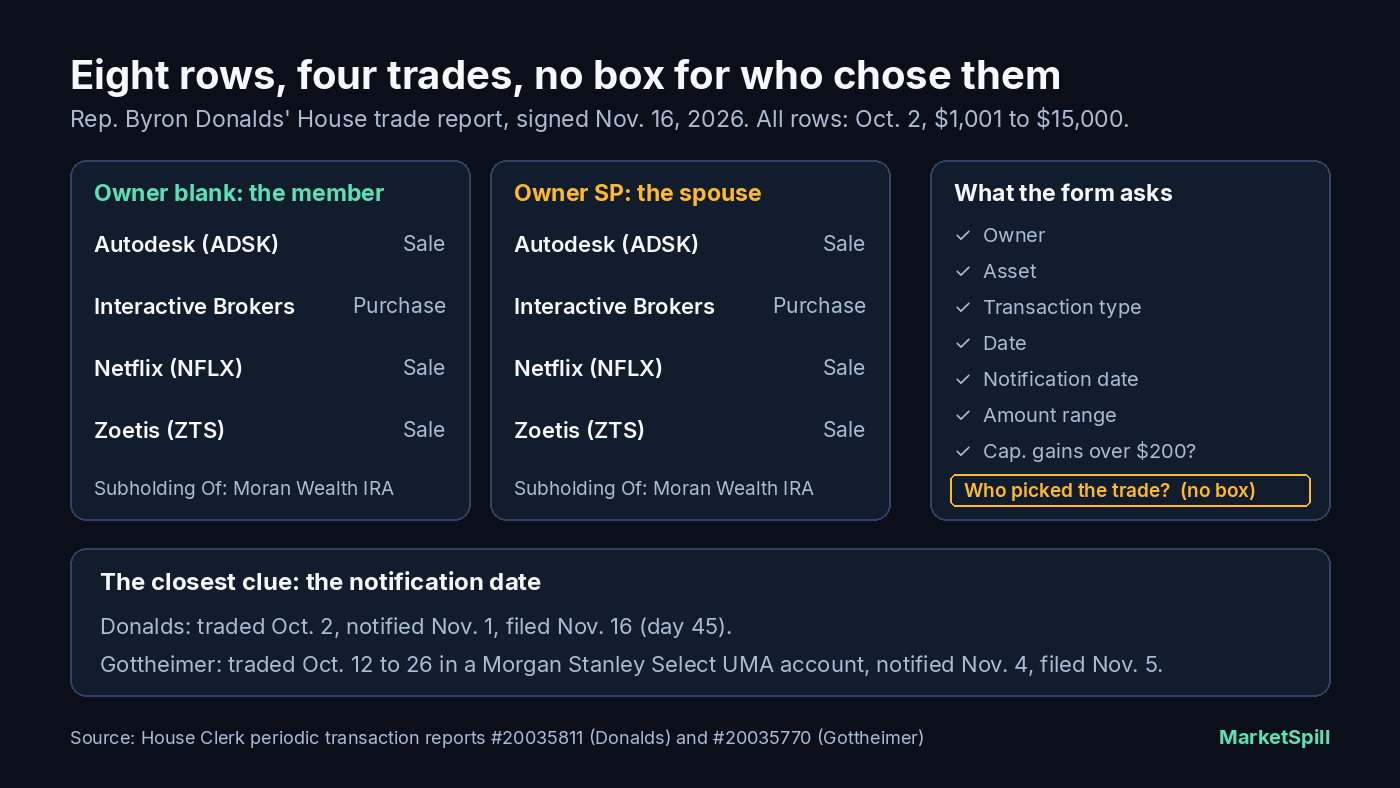 Eight rows, four trades, no box for who chose them
Rep. Byron Donalds' House trade report, signed Nov. 16, 2026. All rows: Oct. 2, $1,001 to $15,000.
Owner blank: the member
Autodesk (ADSK) Sale
Interactive Brokers Purchase
Netflix (NFLX) Sale
Zoetis (ZTS) Sale
Subholding Of: Moran Wealth IRA
Owner SP: the spouse
Autodesk (ADSK) Sale
Interactive Brokers Purchase
Netflix (NFLX) Sale
Zoetis (ZTS) Sale
Subholding Of: Moran Wealth IRA
What the form asks
✓ Owner
✓ Asset
✓ Transaction type
✓ Date
✓ Notification date
✓ Amount range
✓ Cap. gains over $200?
Who picked the trade? (no box)
The closest clue: the notification date
Donalds: traded Oct. 2, notified Nov. 1, filed Nov. 16 (day 45).
Gottheimer: traded Oct. 12 to 26 in a Morgan Stanley Select UMA account, notified Nov. 4, filed Nov. 5.
Source: House Clerk periodic transaction reports #20035811 (Donalds) and #20035770 (Gottheimer)
MarketSpill